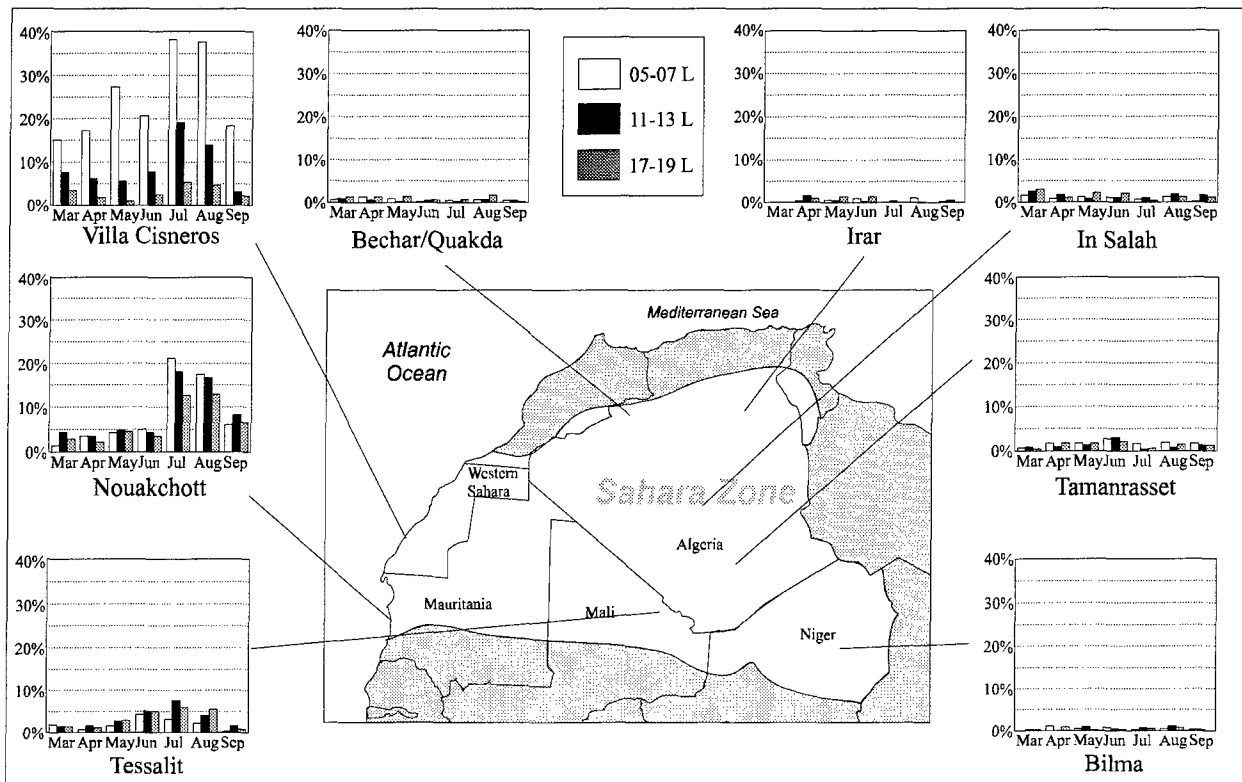 40%
30%
20%
10%
0%
Mar Apr May Jun Jul Aug Sep
Villa Cisneros
40%
30%
20%
10%
0%
Mar Apr May Jun Jul Aug Sep
Bechar/Quakda
05-07 L
11-13 L
17-19 L
40%
30%
20%
10%
0%
Mar Apr May Jun Jul Aug Sep
Irar
40%
30%
20%
10%
0%
Mar Apr May Jun Jul Aug Sep
In Salah
40%
30%
20%
10%
0%
Mar Apr May Jun Jul Aug Sep
Nouakchott
Mediterranean Sea
Atlantic
Ocean
Western
Sahara
Sahara Zone
Algeria
Mauritania
Mali
Niger
40%
30%
20%
10%
0%
Mar Apr May Jun Jul Aug Sep
Tamanrasset
40%
30%
20%
10%
0%
Mar Apr May Jun Jul Aug Sep
Tessalit
40%
30%
20%
10%
0%
Mar Apr May Jun Jul Aug Sep
Bilma